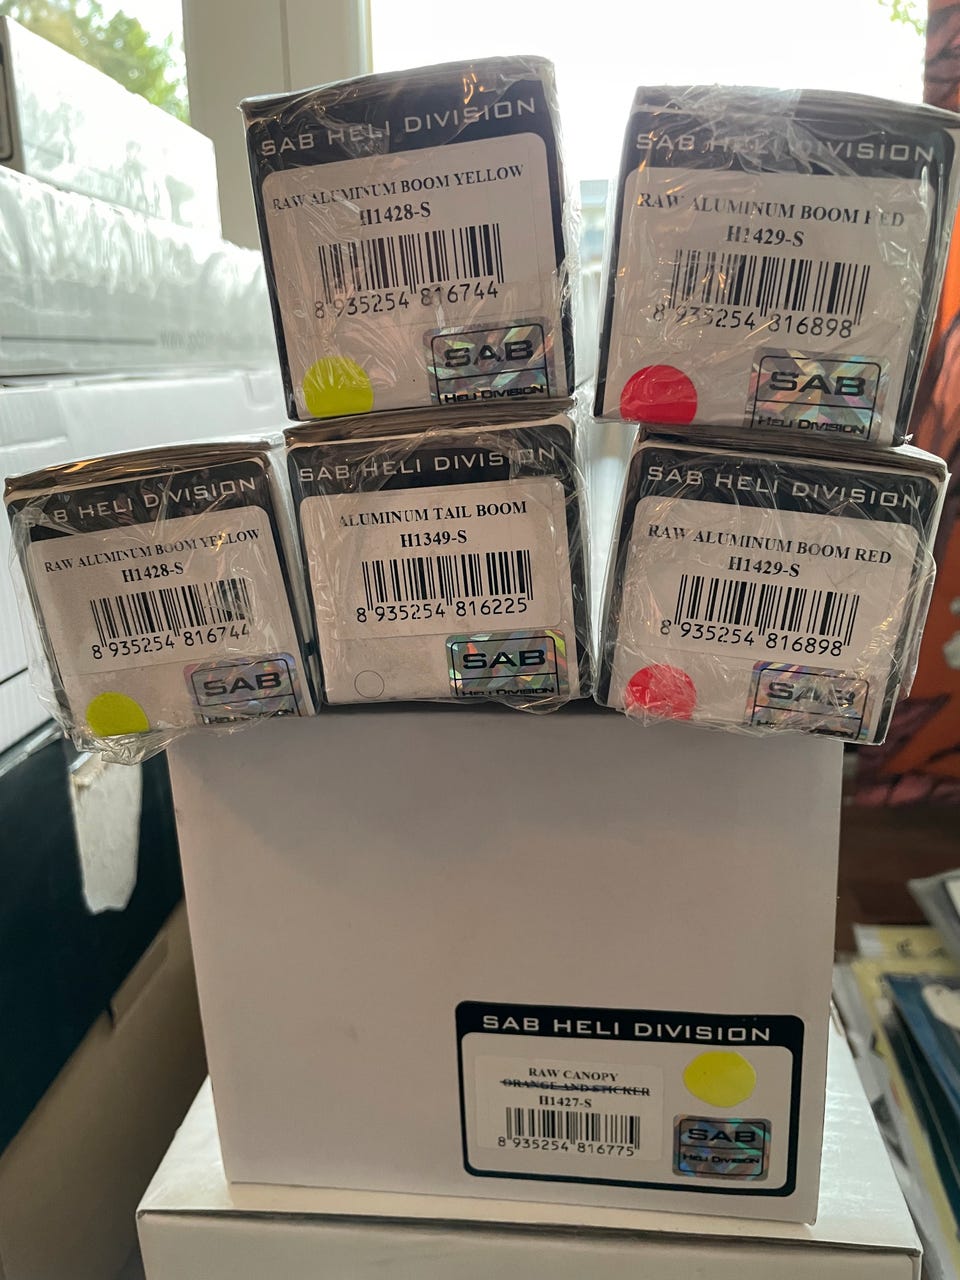 SAB HELI DIVISION
RAW ALUMINUM BOOM YELLOW
H1428-S
8 935254 816744
SAB
HELI DIVISION
SAB HELI DIVISION
RAW ALUMINUM BOOM RED
H1429-S
8 935254 816898
SAB
HELI DIVISION
SAB HELI DIVISION
RAW ALUMINUM BOOM YELLOW
H1428-S
8 935254 816744
SAB
HELI DIVISION
SAB HELI DIVISION
ALUMINUM TAIL BOOM
H1349-S
8 935254 816225
SAB
HELI DIVISION
SAB HELI DIVISION
RAW ALUMINUM BOOM RED
H1429-S
8 935254 816898
SAB
SAB HELI DIVISION
RAW CANOPY
ORANGE AND STICKER
H1427-S
8 935254 816775
SAB
HELI DIVISION